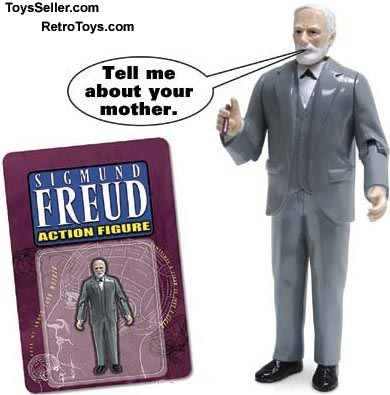 ToysSeller.com
RetroToys.com
Tell me
about your
mother.
SIGMUND
FREUD
ACTION FIGURE